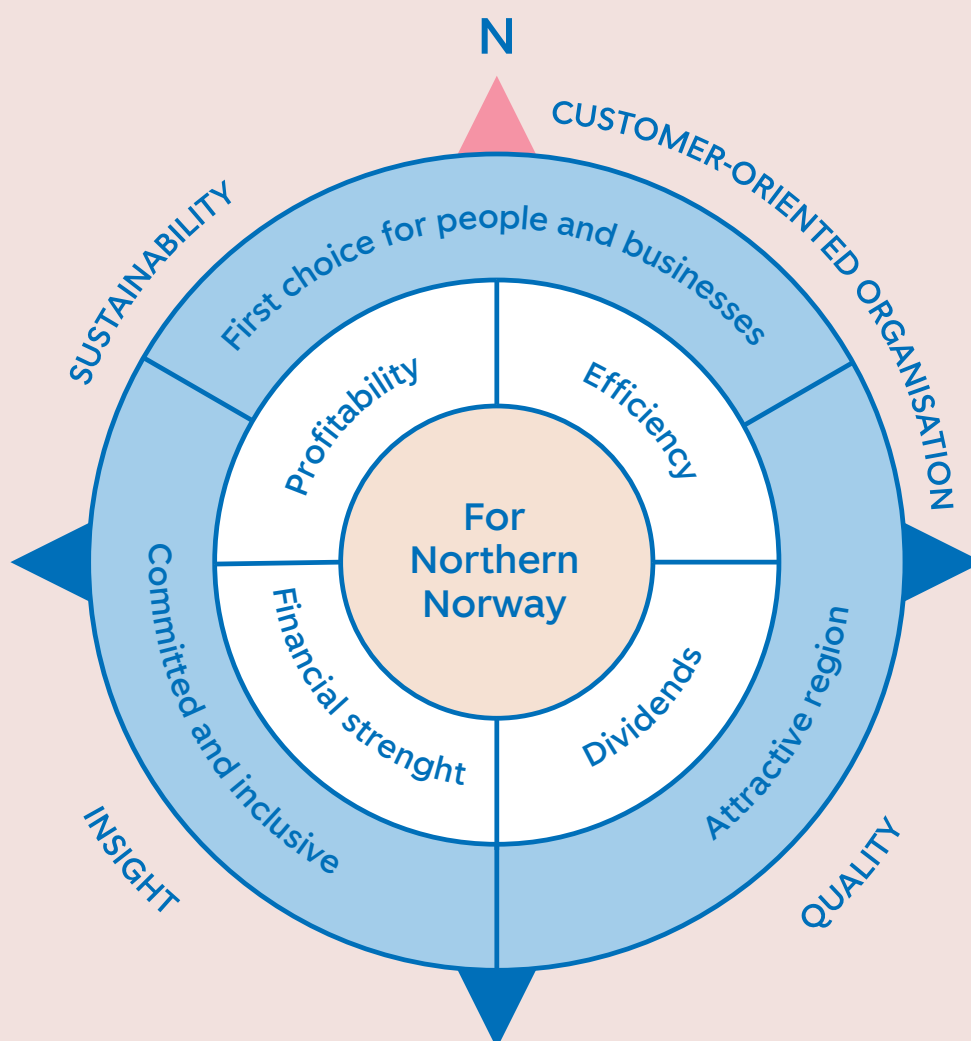 N
CUSTOMER-ORIENTED ORGANISATION
SUSTAINABILITY
First choice for people and businesses
Profitability
Efficiency
For
Northern
Norway
Committed and inclusive
Financial strenght
Dividends
Attractive region
INSIGHT
QUALITY